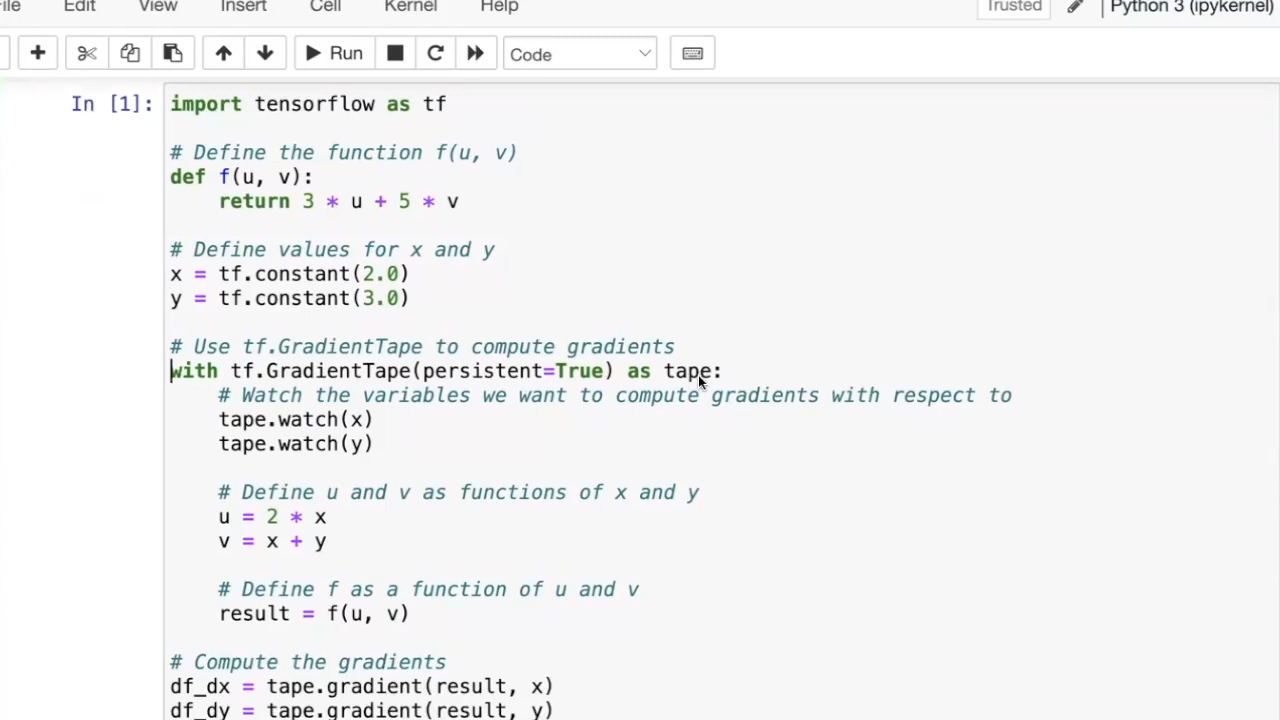 ile Edit View Insert Cell Kernel Help Trusted Python 3 (ipykernel)
Run Code
In [1]: import tensorflow as tf
# Define the function f(u, v)
def f(u, v):
    return 3 * u + 5 * v
# Define values for x and y
x = tf.constant(2.0)
y = tf.constant(3.0)
# Use tf.GradientTape to compute gradients
with tf.GradientTape(persistent=True) as tape:
    # Watch the variables we want to compute gradients with respect to
    tape.watch(x)
    tape.watch(y)
    # Define u and v as functions of x and y
    u = 2 * x
    v = x + y
    # Define f as a function of u and v
    result = f(u, v)
# Compute the gradients
df_dx = tape.gradient(result, x)
df_dy = tape.gradient(result, y)